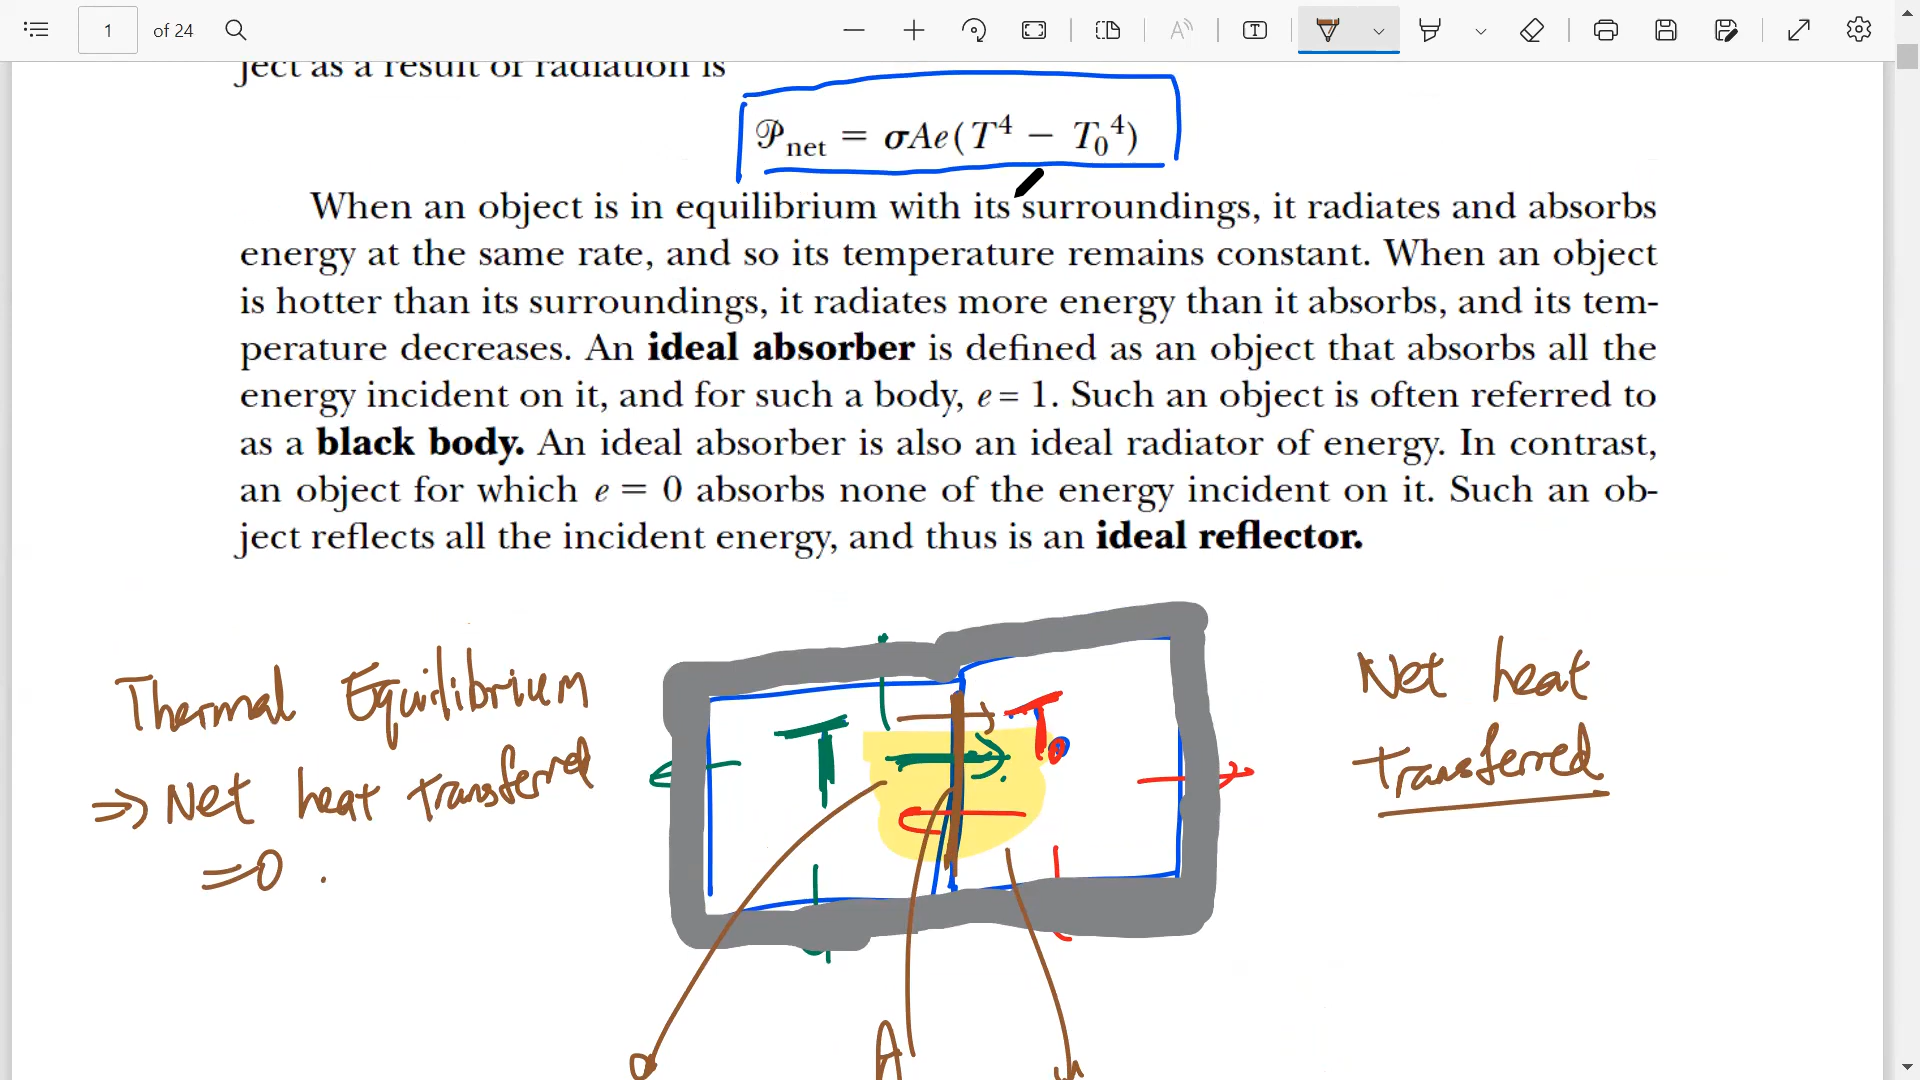 1 of 24
ject as a result of radiation is
𝒫net = σAe(T⁴ − T₀⁴)
When an object is in equilibrium with its surroundings, it radiates and absorbs
energy at the same rate, and so its temperature remains constant. When an object
is hotter than its surroundings, it radiates more energy than it absorbs, and its tem-
perature decreases. An ideal absorber is defined as an object that absorbs all the
energy incident on it, and for such a body, e = 1. Such an object is often referred to
as a black body. An ideal absorber is also an ideal radiator of energy. In contrast,
an object for which e = 0 absorbs none of the energy incident on it. Such an ob-
ject reflects all the incident energy, and thus is an ideal reflector.
Thermal Equilibrium
⇒ Net heat transferred
=0 .
T
T₀
Net heat
transferred
A